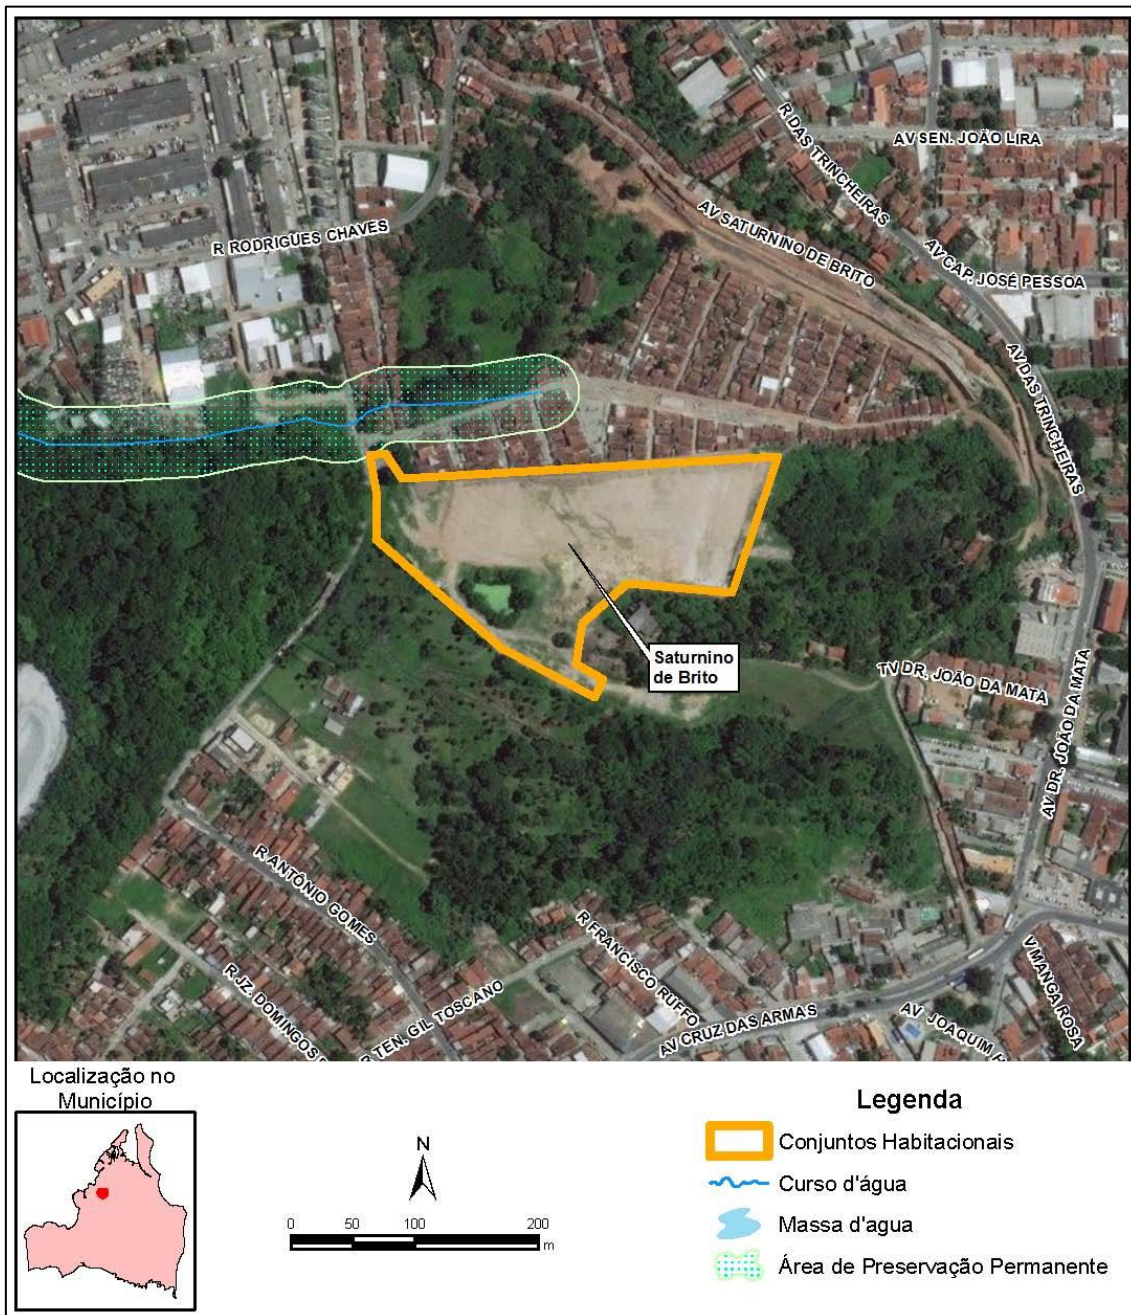 R DAS TRINCHEIRAS
AV SEN. JOÃO LIRA
AV SATURNINO DE BRITO
R RODRIGUES CHAVES
AV CAP. JOSÉ PESSOA
AV DAS TRINCHEIRAS
Saturnino
de Brito
TV DR. JOÃO DA MATA
AV DR. JOÃO DA MATA
R ANTÔNIO GOMES
R FRANCISCO RUFFO
R JZ. DOMINGOS
R TEN. GIL TOSCANO
AV CRUZ DAS ARMAS
AV JOAQUIM
V MANGA ROSA
Localização no
Município
N
0 50 100 200
m
Legenda
Conjuntos Habitacionais
Curso d'água
Massa d'agua
Área de Preservação Permanente